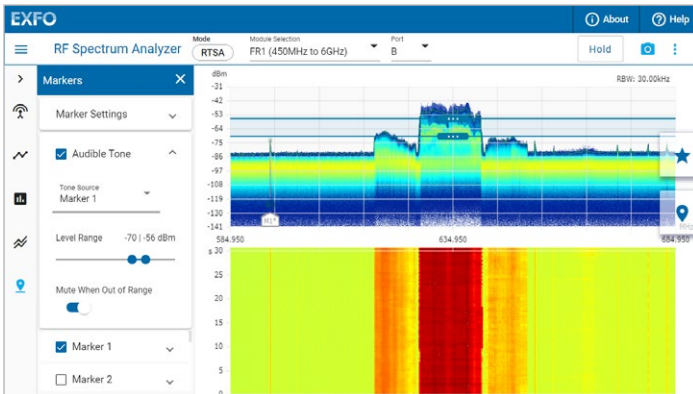 EXFO
About
Help
RF Spectrum Analyzer
Mode
RTSA
Module Selection
FR1 (450MHz to 6GHz)
Port
B
Hold
Markers
Marker Settings
Audible Tone
Tone Source
Marker 1
Level Range
-70 | -56 dBm
Mute When Out of Range
Marker 1
Marker 2
dBm
RBW: 30.00kHz
-31
-42
-53
-64
-75
-86
-97
-108
-119
-130
-141
M1*
584.950
634.950
684.950
MHz
s
30
25
20
15
10
5
0